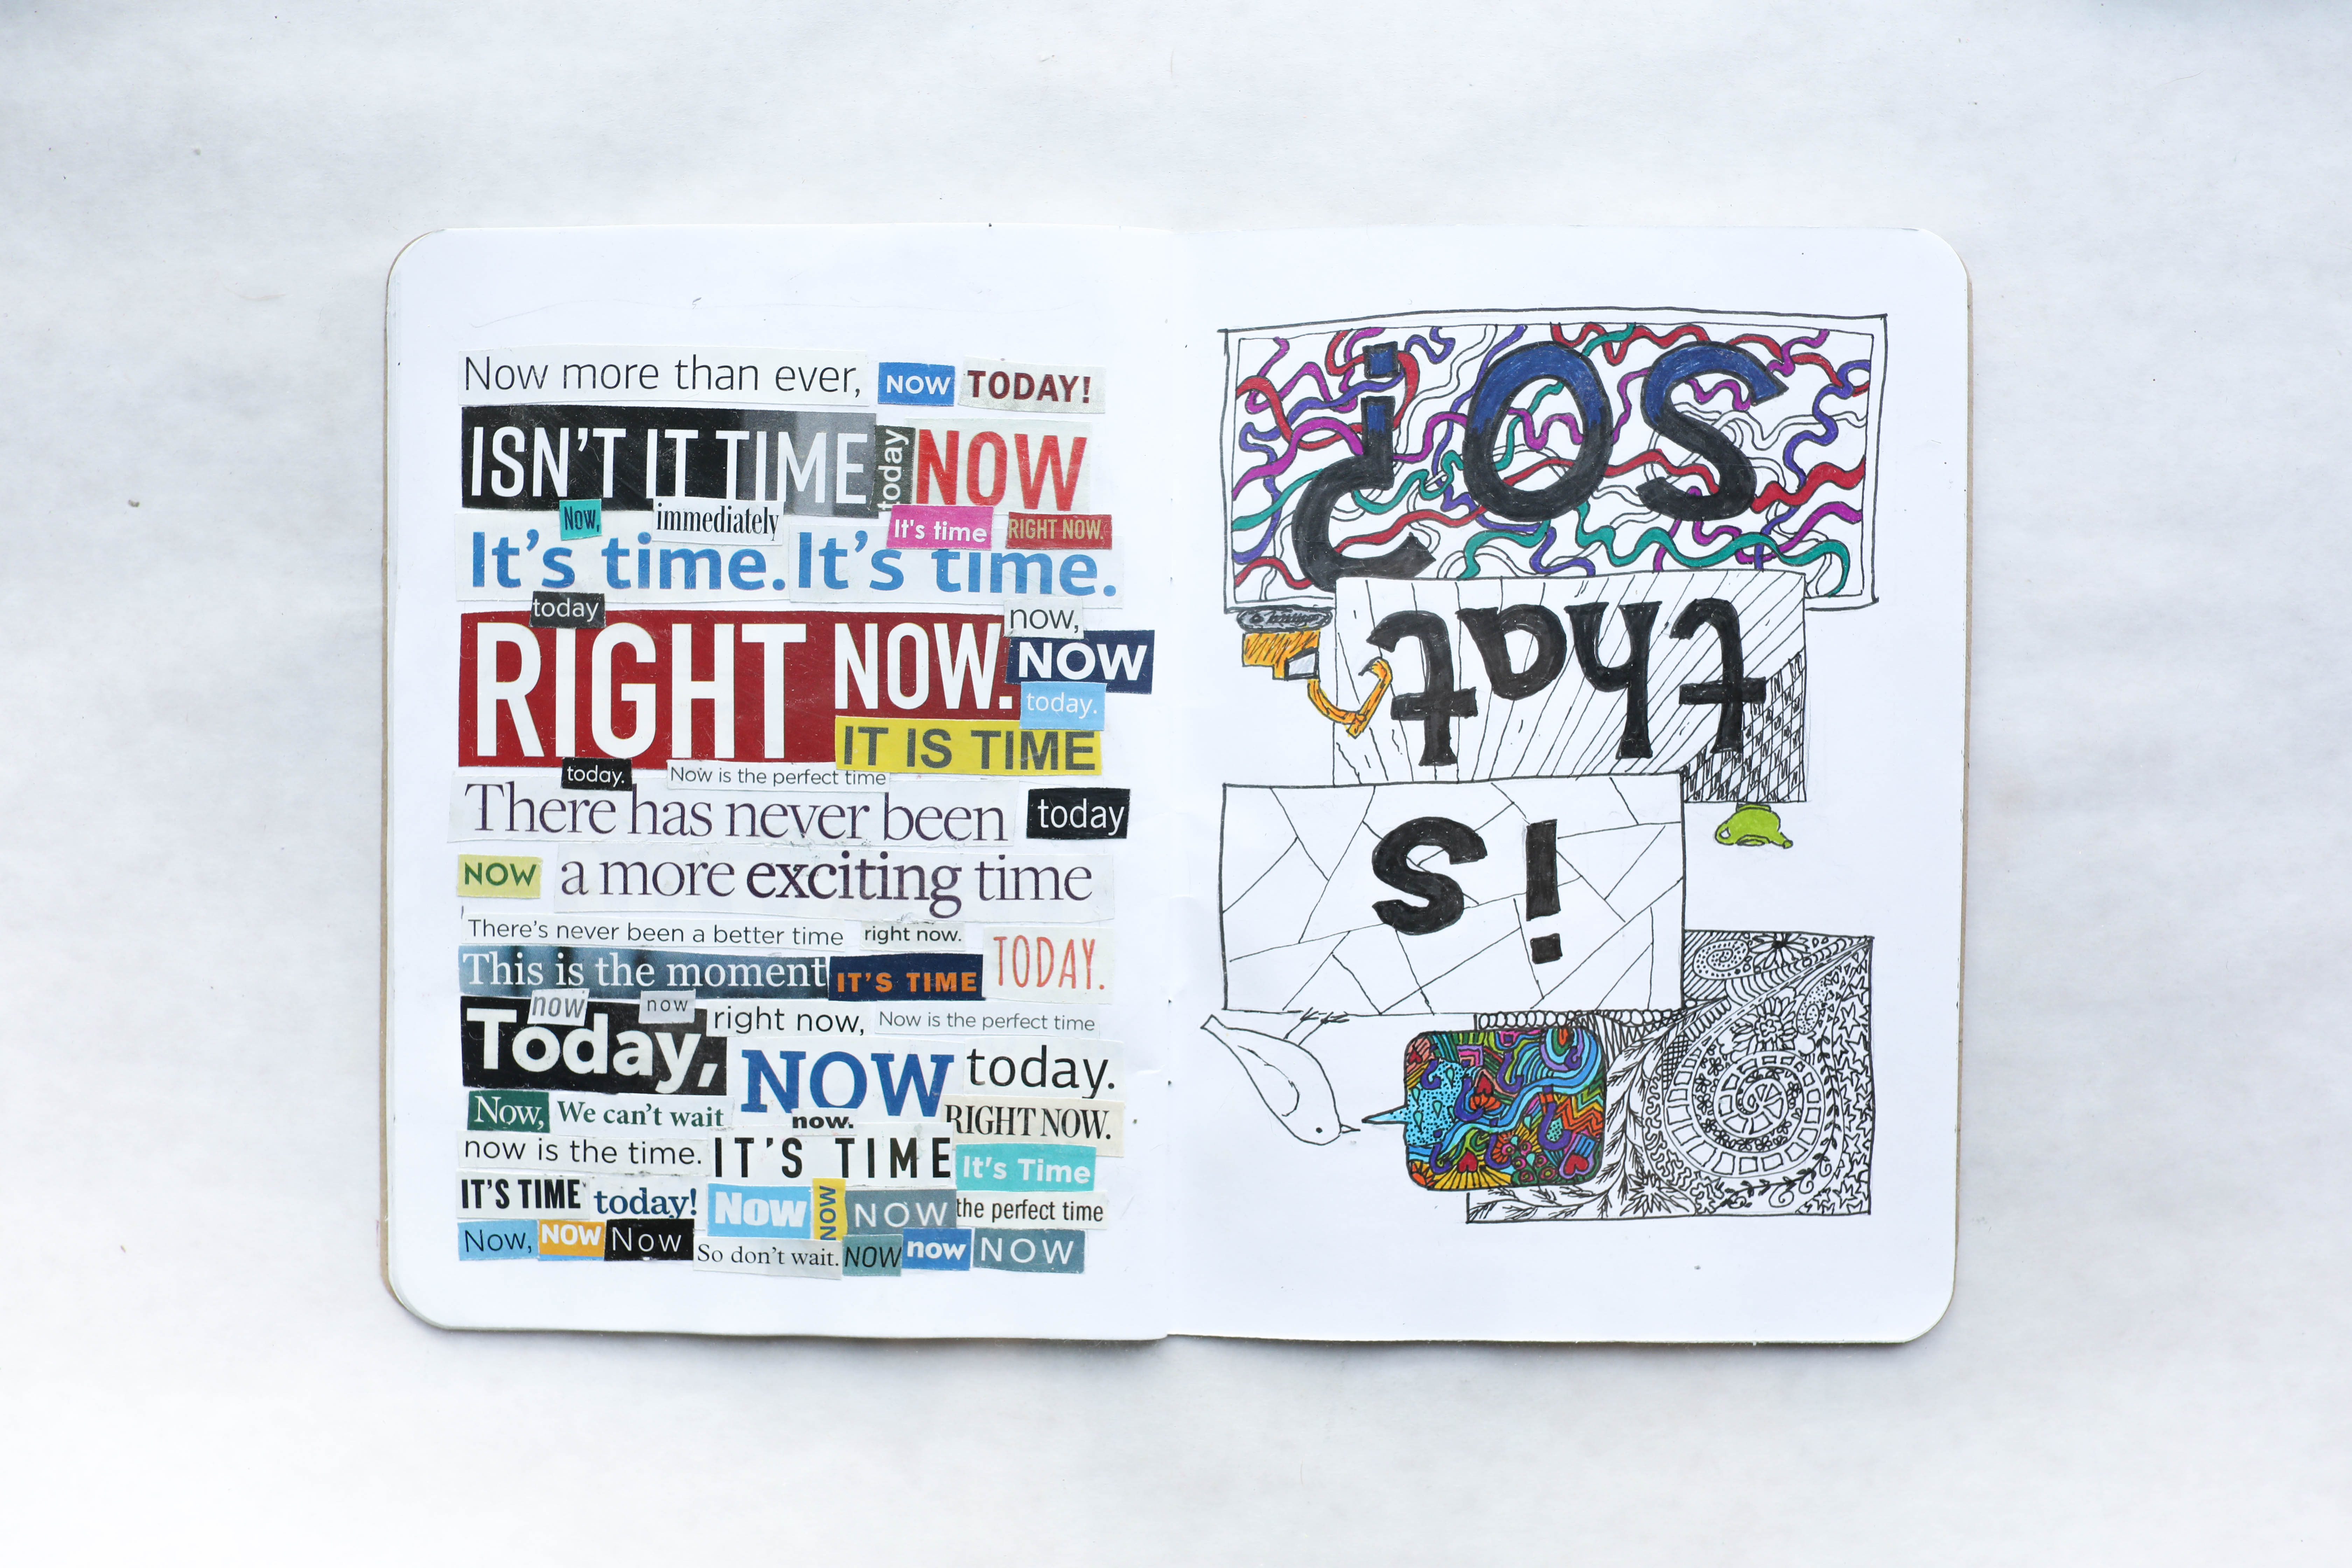 Now more than ever, NOW TODAY!
ISN'T IT TIME today NOW
Now, immediately It's time RIGHT NOW.
It's time. It's time.
today now,
RIGHT NOW. NOW
today.
IT IS TIME
today. Now is the perfect time
There has never been today
NOW a more exciting time
There's never been a better time right now.
This is the moment IT'S TIME TODAY.
now now right now, Now is the perfect time
Today, NOW today.
Now, We can't wait now. RIGHT NOW.
now is the time. IT'S TIME It's Time
IT'S TIME today! Now NOW NOW the perfect time
Now, NOW Now So don't wait. NOW now NOW
is
that
so?